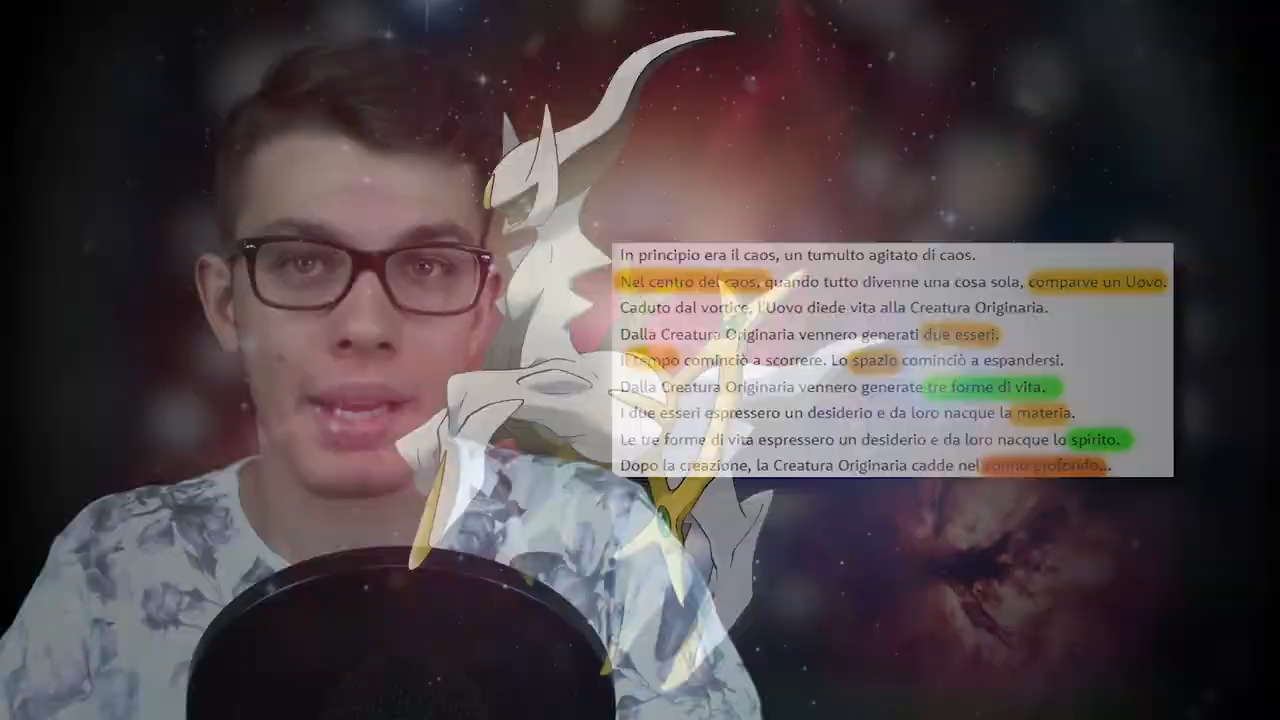 In principio era il caos, un tumulto agitato di caos.
Nel centro del caos, quando tutto divenne una cosa sola, comparve un Uovo.
Caduto dal vortice, l'Uovo diede vita alla Creatura Originaria.
Dalla Creatura Originaria vennero generati due esseri.
Il tempo cominciò a scorrere. Lo spazio cominciò a espandersi.
Dalla Creatura Originaria vennero generate tre forme di vita.
I due esseri espressero un desiderio e da loro nacque la materia.
Le tre forme di vita espressero un desiderio e da loro nacque lo spirito.
Dopo la creazione, la Creatura Originaria cadde nel sonno profondo...